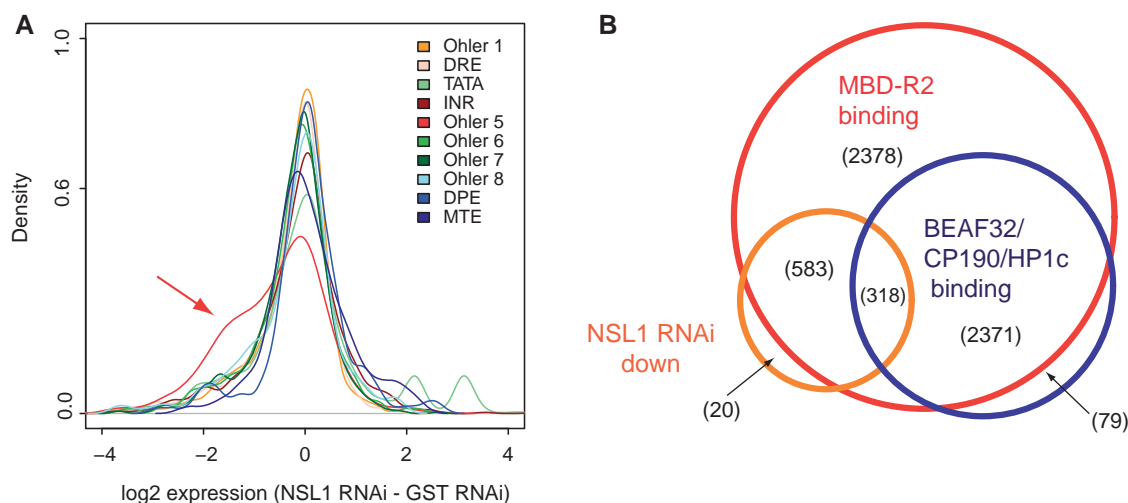 A
Density
1.0
0.6
0.0
−4
−2
0
2
4
log2 expression (NSL1 RNAi - GST RNAi)
Ohler 1
DRE
TATA
INR
Ohler 5
Ohler 6
Ohler 7
Ohler 8
DPE
MTE
B
MBD-R2
binding
(2378)
BEAF32/
CP190/HP1c
binding
(583)
(318)
(2371)
NSL1 RNAi
down
(20)
(79)